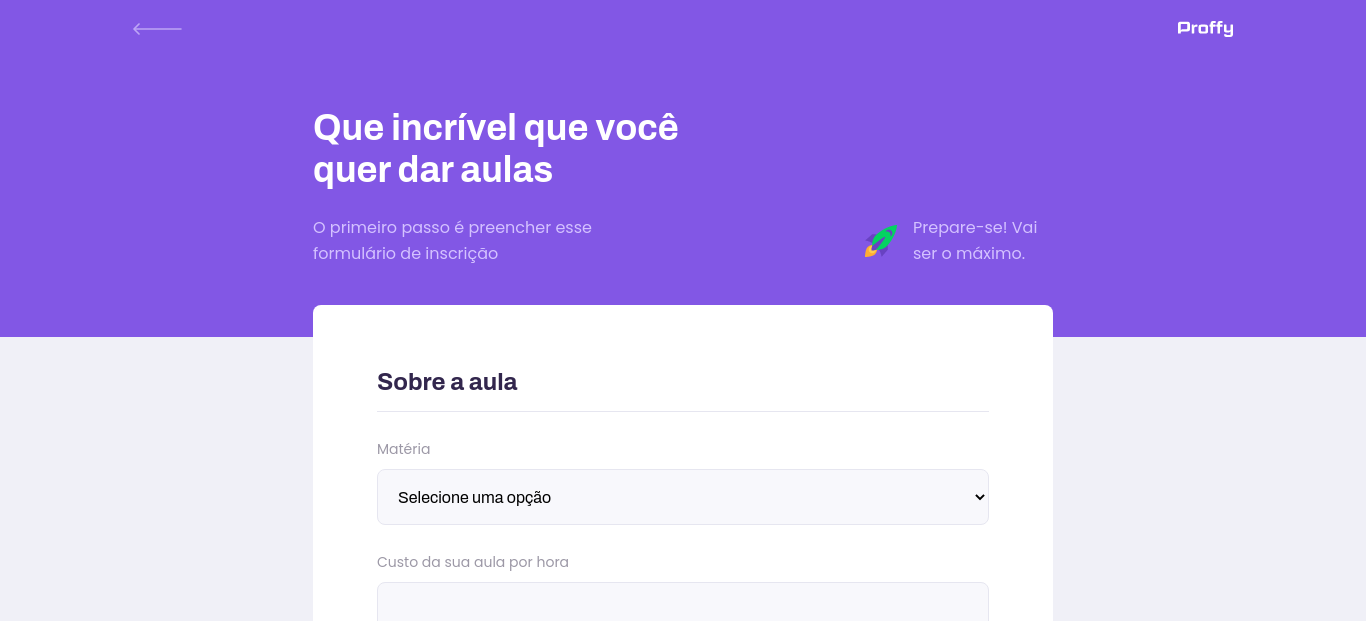 Proffy
Que incrível que você
quer dar aulas
O primeiro passo é preencher esse
formulário de inscrição
Prepare-se! Vai
ser o máximo.
Sobre a aula
Matéria
Selecione uma opção
Custo da sua aula por hora